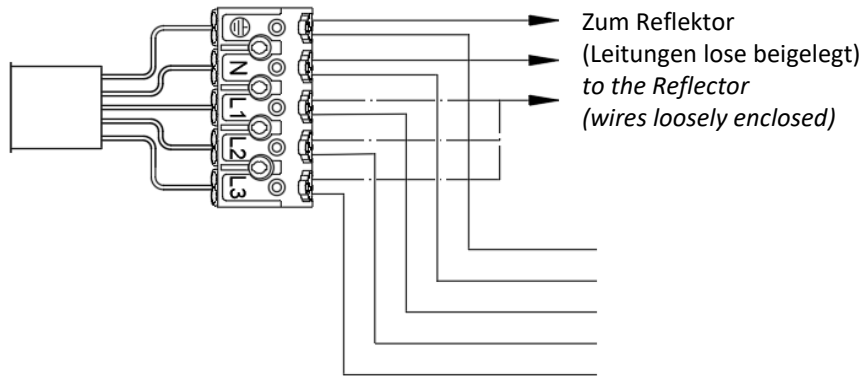 Zum Reflektor
(Leitungen lose beigelegt)
to the Reflector
(wires loosely enclosed)
N
L1
L2
L3